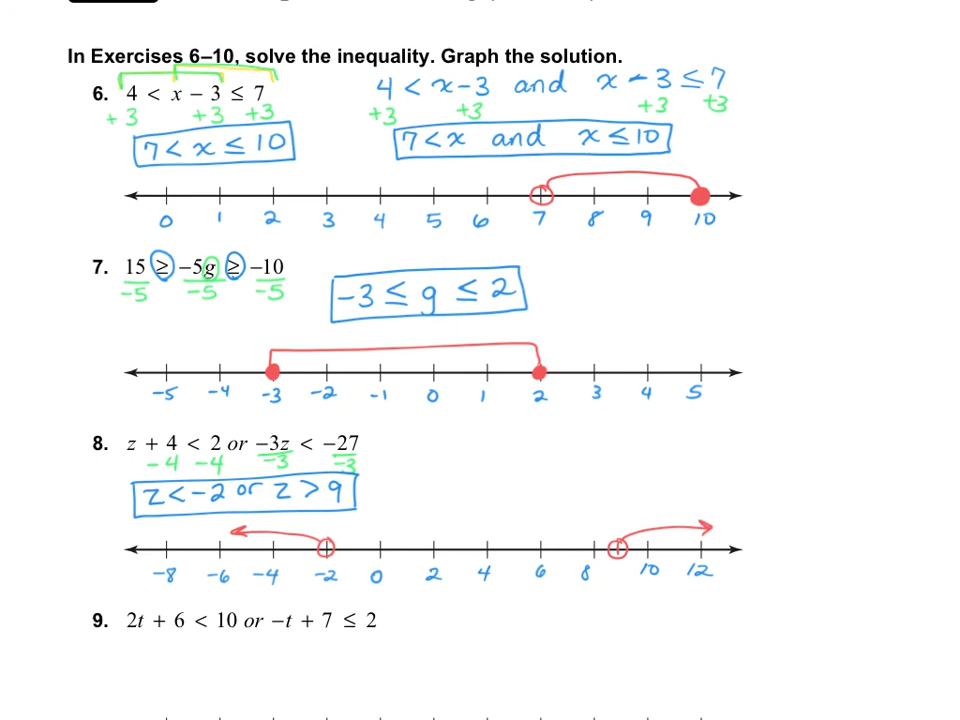 In Exercises 6–10, solve the inequality. Graph the solution.
6. 4 < x − 3 ≤ 7
4 < x-3 and x-3 ≤ 7
+3 +3 +3
+3 +3 +3 +3
7 < x ≤ 10
7 < x and x ≤ 10
0 1 2 3 4 5 6 7 8 9 10
7. 15 ≥ −5g ≥ −10
-5 -5 -5
-3 ≤ g ≤ 2
-5 -4 -3 -2 -1 0 1 2 3 4 5
8. z + 4 < 2 or −3z < −27
-4 -4 -3 -3
z < -2 or z > 9
-8 -6 -4 -2 0 2 4 6 8 10 12
9. 2t + 6 < 10 or −t + 7 ≤ 2